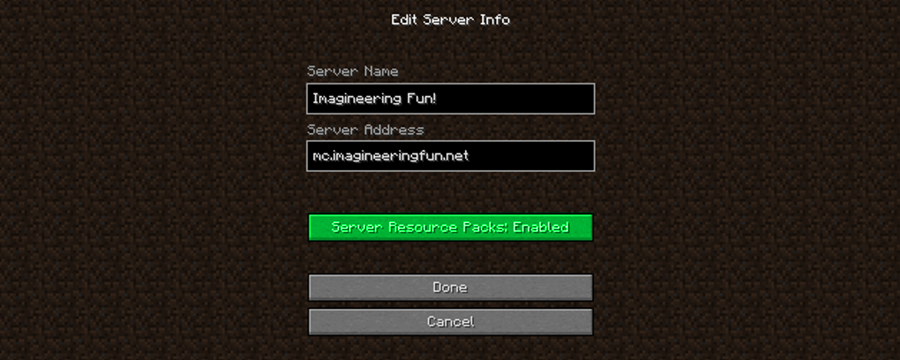 Edit Server Info
Server Name
Imagineering Fun!
Server Address
mc.imagineeringfun.net
Server Resource Packs: Enabled
Done
Cancel